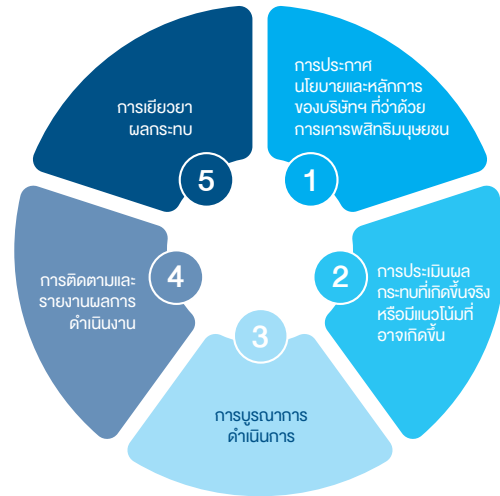 การประกาศ
นโยบายและหลักการ
ของบริษัทฯ ที่ว่าด้วย
การเคารพสิทธิมนุษยชน
1
2
การประเมินผล
กระทบที่เกิดขึ้นจริง
หรือมีแนวโน้มที่
อาจเกิดขึ้น
3
การบูรณาการ
ดำเนินการ
4
การติดตามและ
รายงานผลการ
ดำเนินงาน
การเยียวยา
ผลกระทบ
5